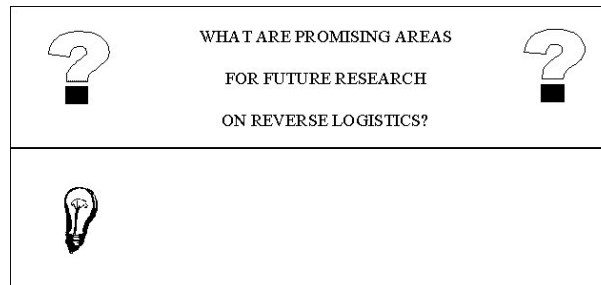 WHAT ARE PROMISING AREAS
FOR FUTURE RESEARCH
ON REVERSE LOGISTICS?